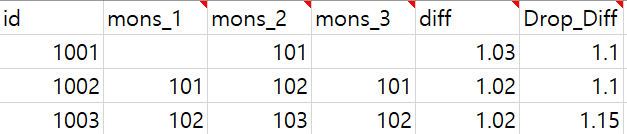 id mons_1 mons_2 mons_3 diff Drop_Diff
1001 101 1.03 1.1
1002 101 102 101 1.02 1.1
1003 102 103 102 1.02 1.15